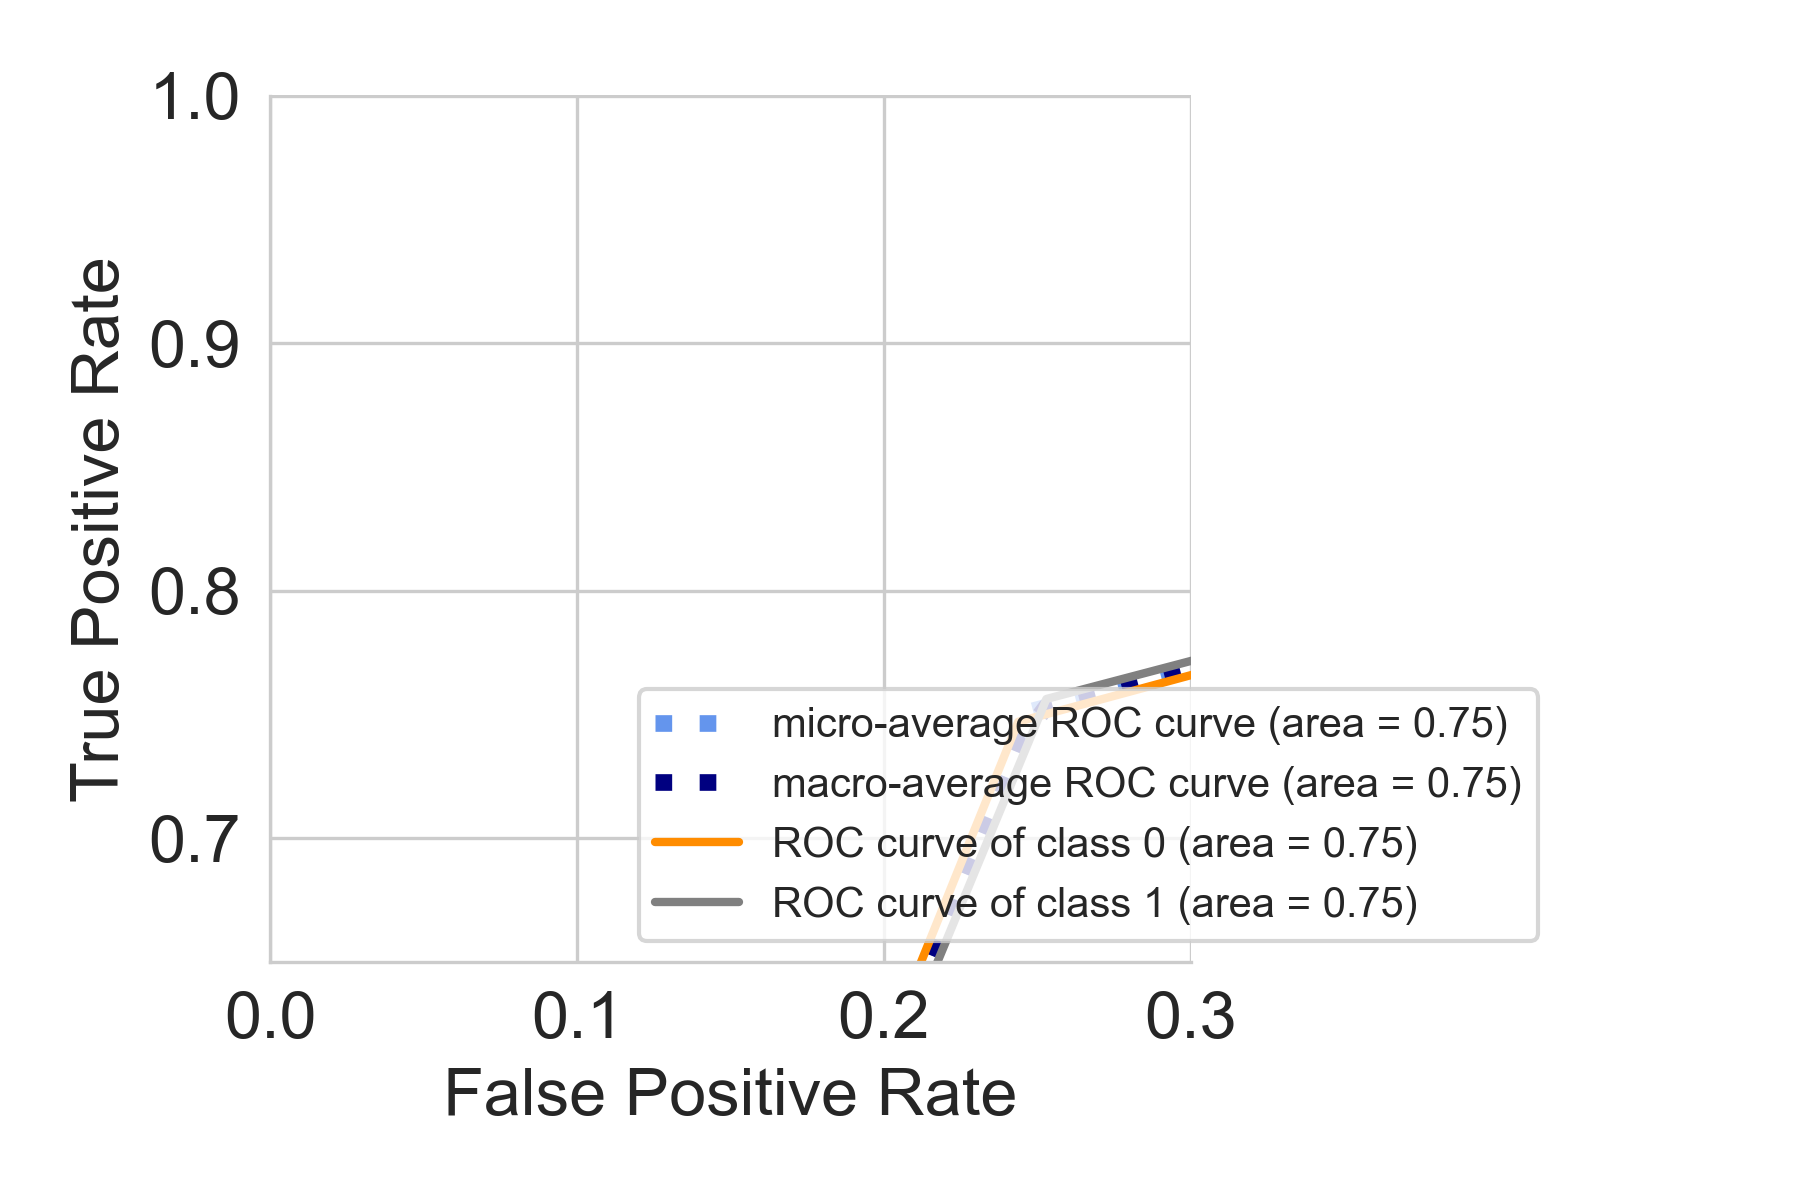 1.0
0.9
0.8
0.7
True Positive Rate
micro-average ROC curve (area = 0.75)
macro-average ROC curve (area = 0.75)
ROC curve of class 0 (area = 0.75)
ROC curve of class 1 (area = 0.75)
0.0 0.1 0.2 0.3
False Positive Rate